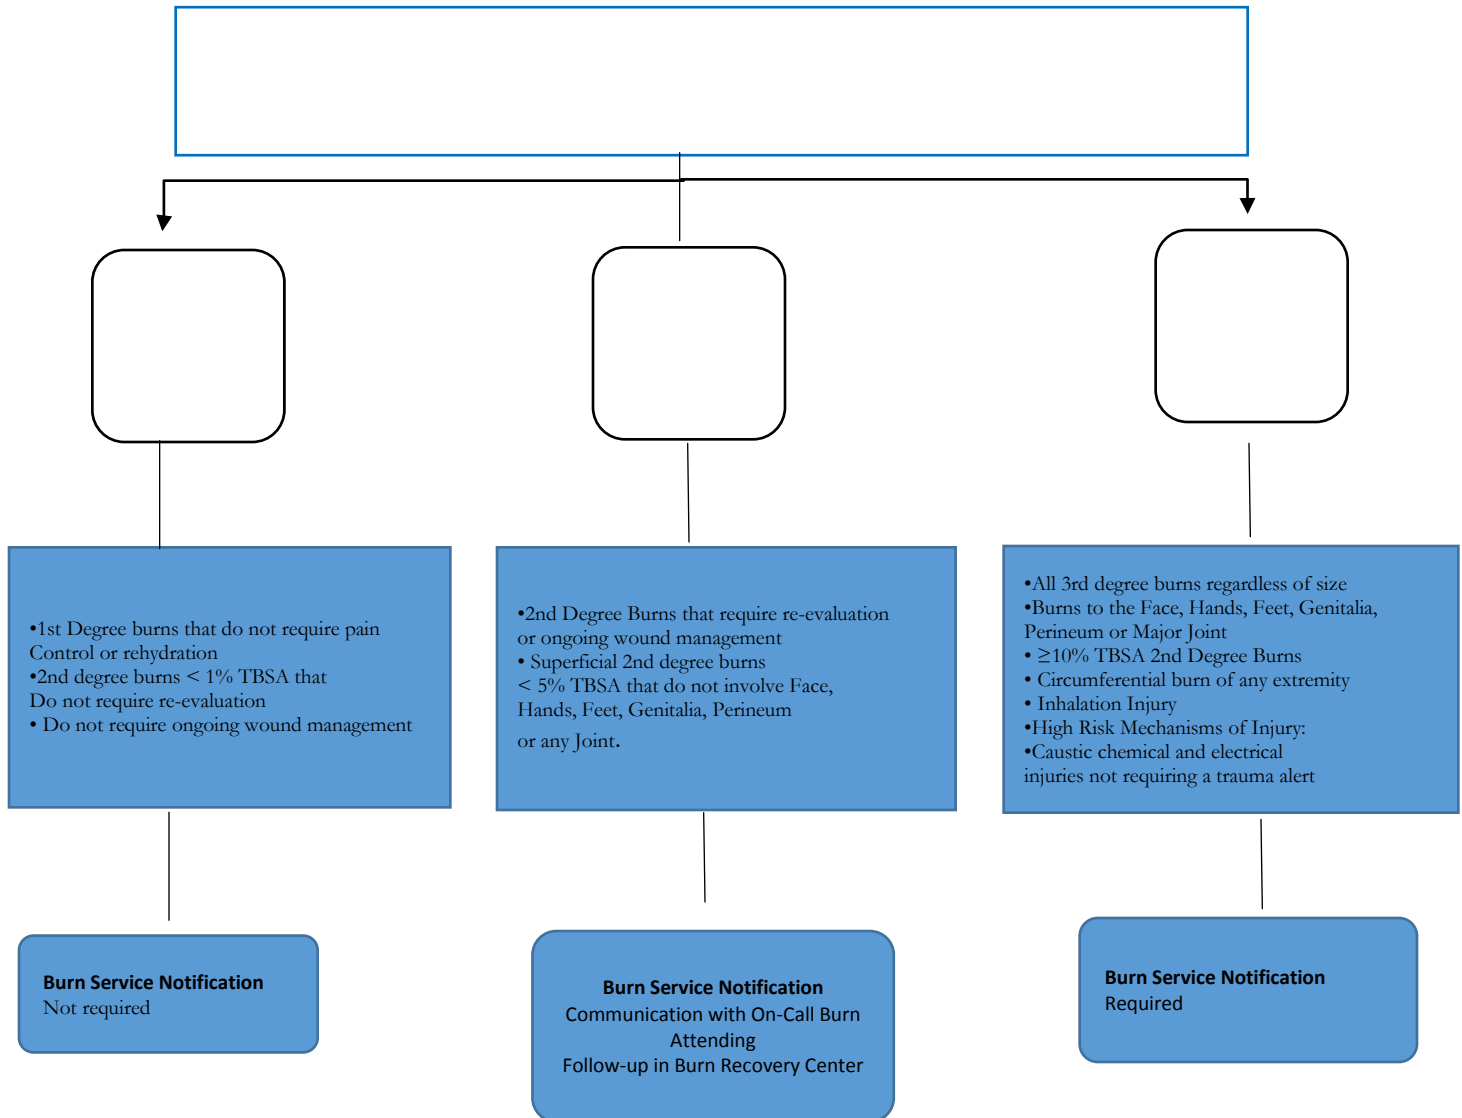 •1st Degree burns that do not require pain
Control or rehydration
•2nd degree burns < 1% TBSA that
Do not require re-evaluation
• Do not require ongoing wound management
•2nd Degree Burns that require re-evaluation
or ongoing wound management
• Superficial 2nd degree burns
< 5% TBSA that do not involve Face,
Hands, Feet, Genitalia, Perineum
or any Joint.
•All 3rd degree burns regardless of size
•Burns to the Face, Hands, Feet, Genitalia,
Perineum or Major Joint
• ≥10% TBSA 2nd Degree Burns
• Circumferential burn of any extremity
• Inhalation Injury
•High Risk Mechanisms of Injury:
•Caustic chemical and electrical
injuries not requiring a trauma alert
Burn Service Notification
Not required
Burn Service Notification
Communication with On-Call Burn
Attending
Follow-up in Burn Recovery Center
Burn Service Notification
Required